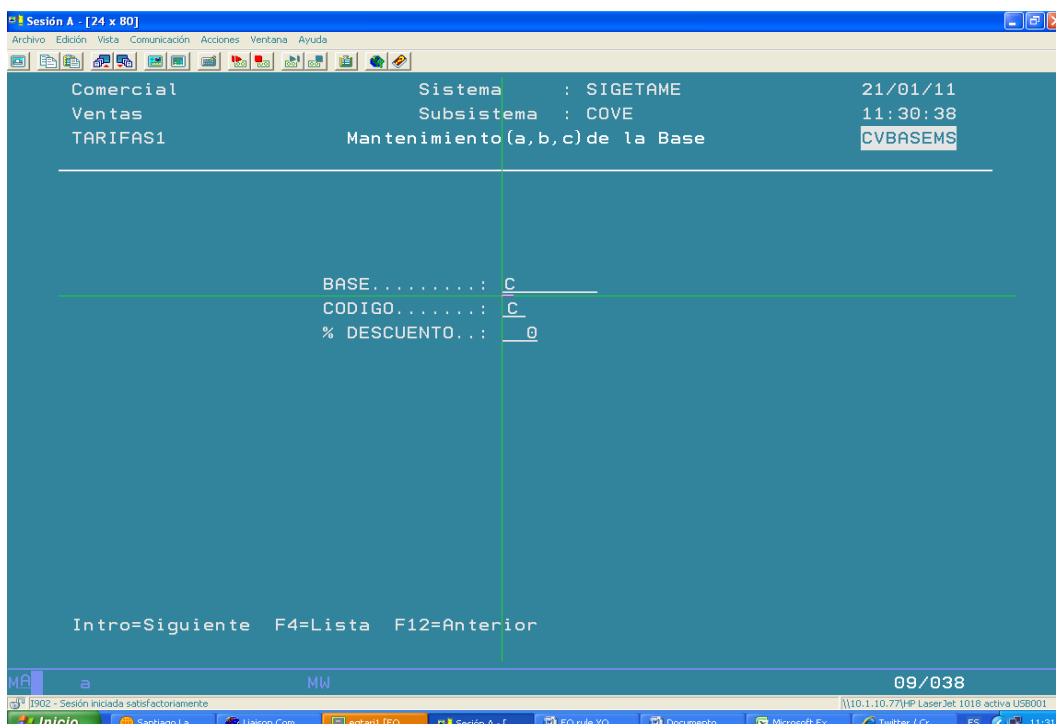 Sesión A - [24 x 80]
Archivo Edición Vista Comunicación Acciones Ventana Ayuda
Comercial Sistema : SIGETAME 21/01/11
Ventas Subsistema : COVE 11:30:38
TARIFAS1 Mantenimiento(a,b,c)de la Base CVBASEMS
BASE.........: C
CODIGO.......: C
% DESCUENTO..: 0
Intro=Siguiente F4=Lista F12=Anterior
MA a MW 09/038
I902 - Sesión iniciada satisfactoriamente \\10.1.10.77\HP LaserJet 1018 activa USB001
Inicio Santiago La... Liaison Com... Sesión A - [... Documento... Microsoft Ex... Twitter / Cr... ES 11:31